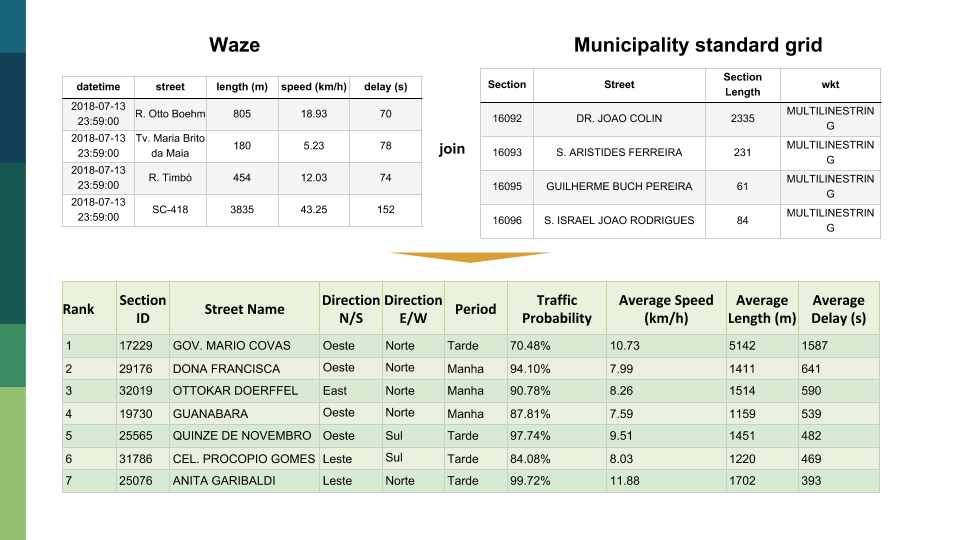 Waze
Municipality standard grid
datetime street length (m) speed (km/h) delay (s)
2018-07-13
23:59:00 R. Otto Boehm 805 18.93 70
2018-07-13
23:59:00 Tv. Maria Brito
da Maia 180 5.23 78
2018-07-13
23:59:00 R. Timbó 454 12.03 74
2018-07-13
23:59:00 SC-418 3835 43.25 152
join
Section Street Section
Length wkt
16092 DR. JOAO COLIN 2335 MULTILINESTRIN
G
16093 S. ARISTIDES FERREIRA 231 MULTILINESTRIN
G
16095 GUILHERME BUCH PEREIRA 61 MULTILINESTRIN
G
16096 S. ISRAEL JOAO RODRIGUES 84 MULTILINESTRIN
G
Rank Section
ID Street Name Direction
N/S Direction
E/W Period Traffic
Probability Average Speed
(km/h) Average
Length (m) Average
Delay (s)
1 17229 GOV. MARIO COVAS Oeste Norte Tarde 70.48% 10.73 5142 1587
2 29176 DONA FRANCISCA Oeste Norte Manha 94.10% 7.99 1411 641
3 32019 OTTOKAR DOERFFEL East Norte Manha 90.78% 8.26 1514 590
4 19730 GUANABARA Oeste Norte Manha 87.81% 7.59 1159 539
5 25565 QUINZE DE NOVEMBRO Oeste Sul Tarde 97.74% 9.51 1451 482
6 31786 CEL. PROCOPIO GOMES Leste Sul Tarde 84.08% 8.03 1220 469
7 25076 ANITA GARIBALDI Leste Norte Tarde 99.72% 11.88 1702 393